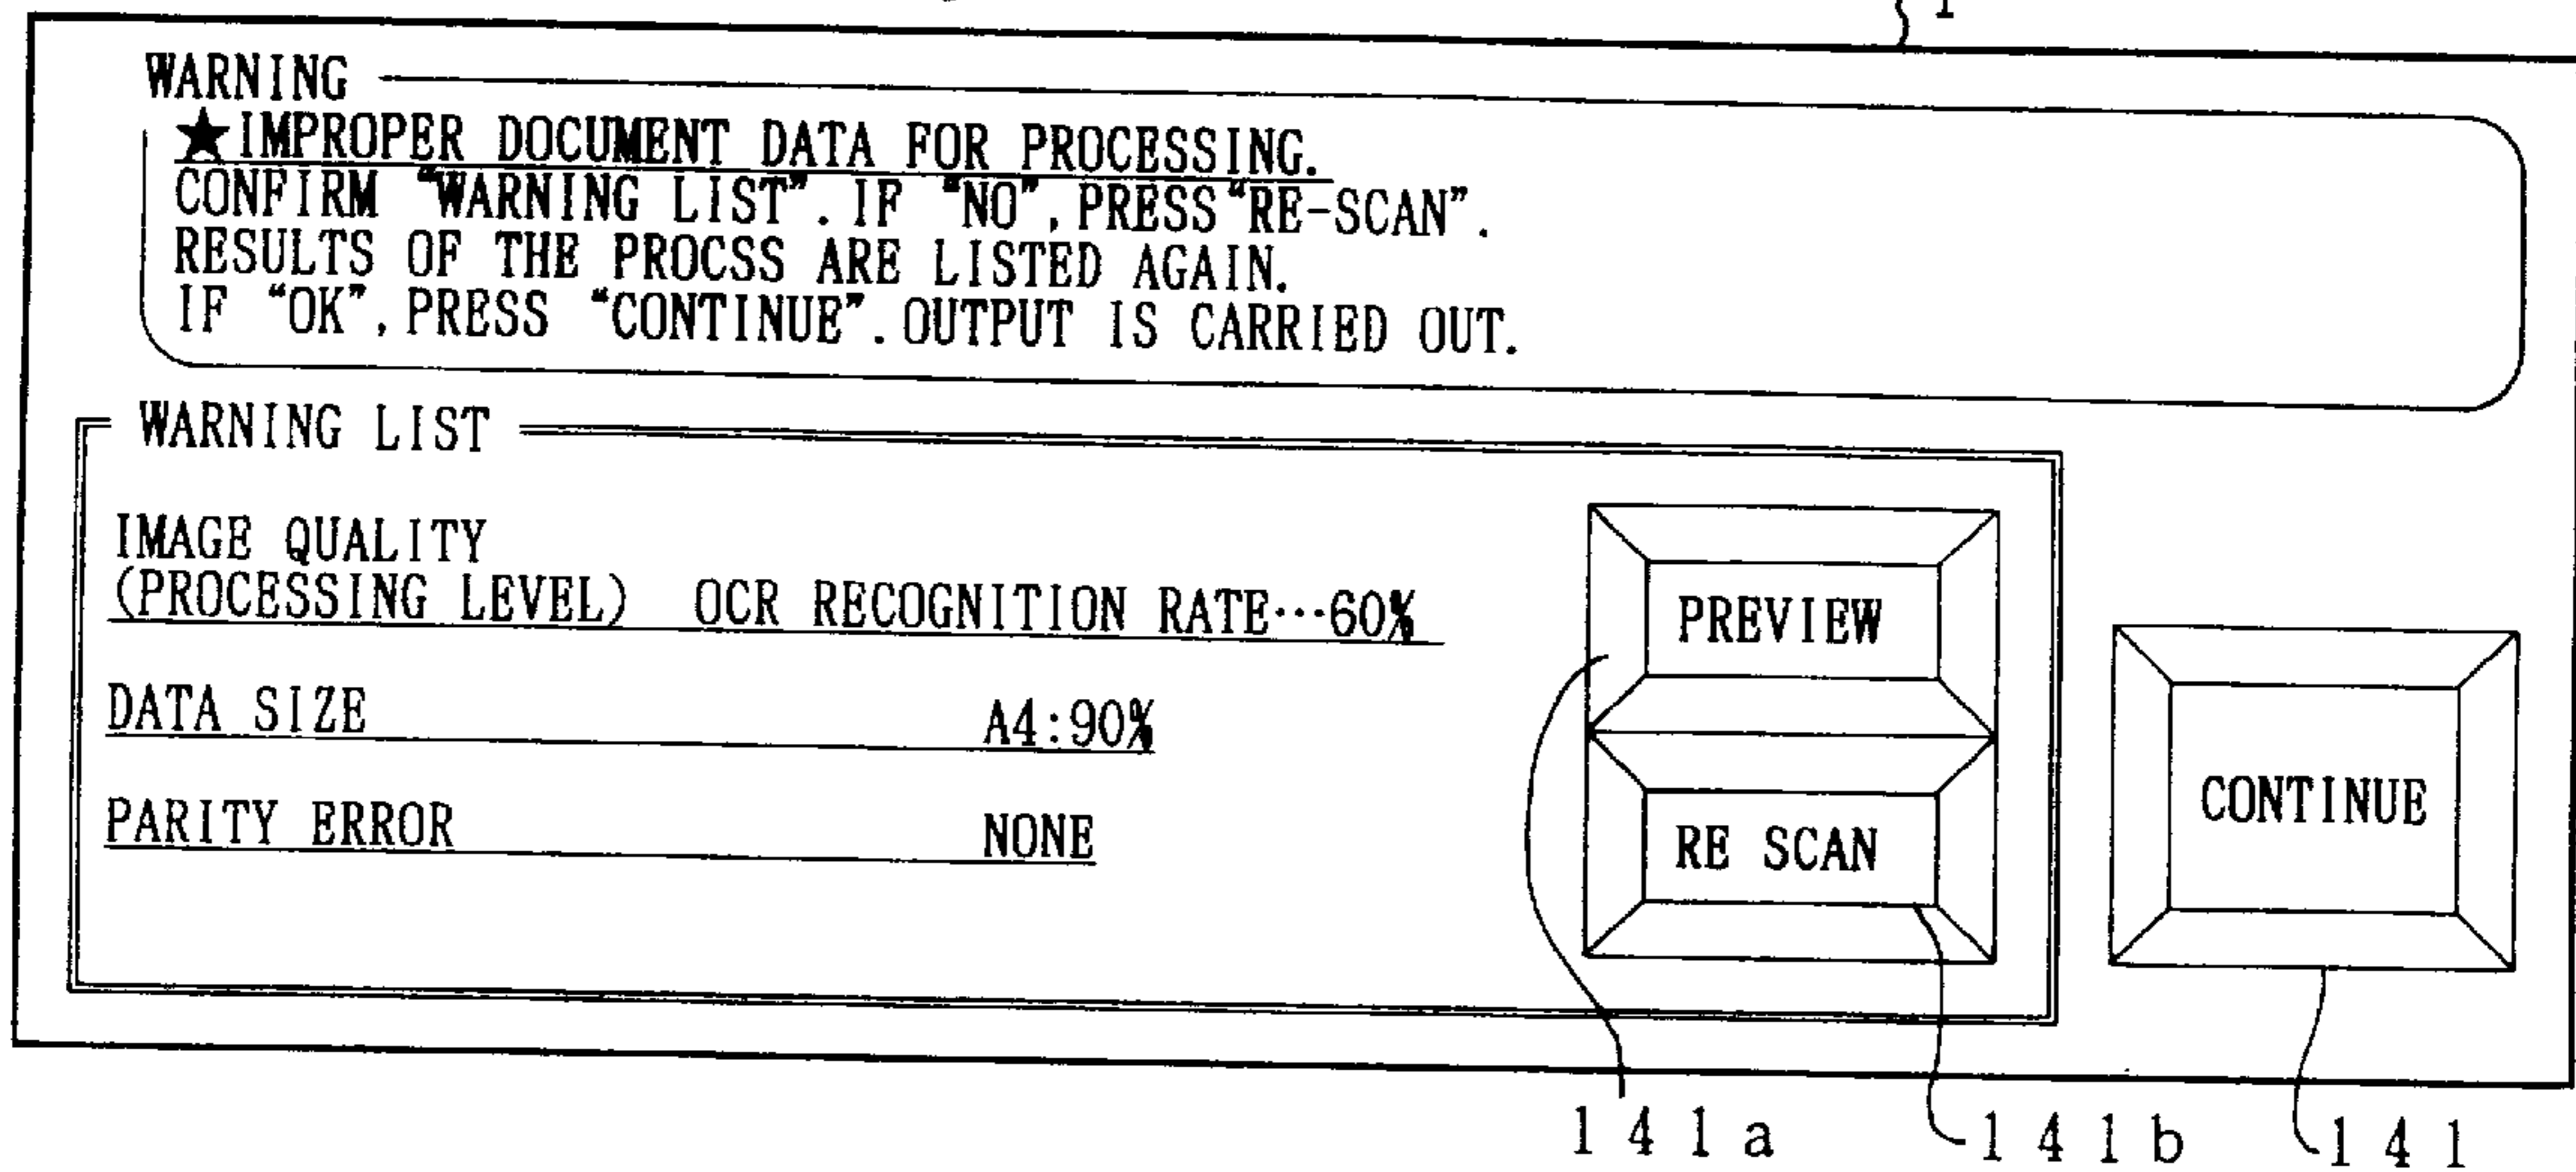 1
WARNING
★IMPROPER DOCUMENT DATA FOR PROCESSING.
CONFIRM “WARNING LIST”. IF “NO”, PRESS “RE-SCAN”.
RESULTS OF THE PROCSS ARE LISTED AGAIN.
IF “OK”, PRESS “CONTINUE”. OUTPUT IS CARRIED OUT.
WARNING LIST
IMAGE QUALITY
(PROCESSING LEVEL) OCR RECOGNITION RATE···60%
DATA SIZE A4:90%
PARITY ERROR NONE
PREVIEW
RE SCAN
CONTINUE
141a 141b 141